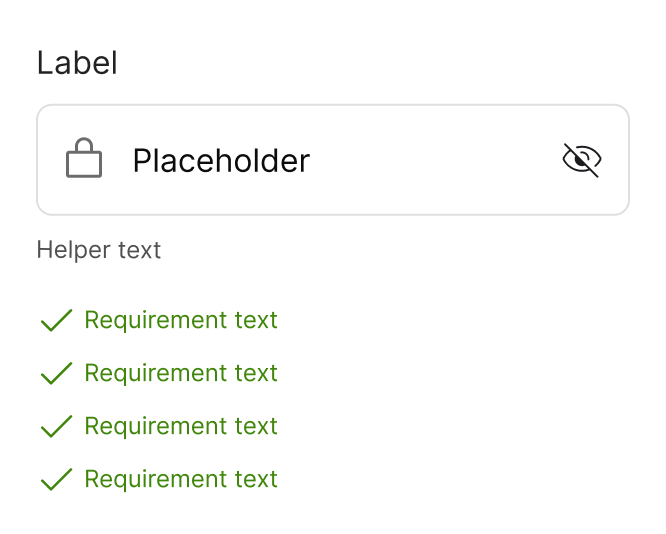 Label
Placeholder
Helper text
Requirement text
Requirement text
Requirement text
Requirement text